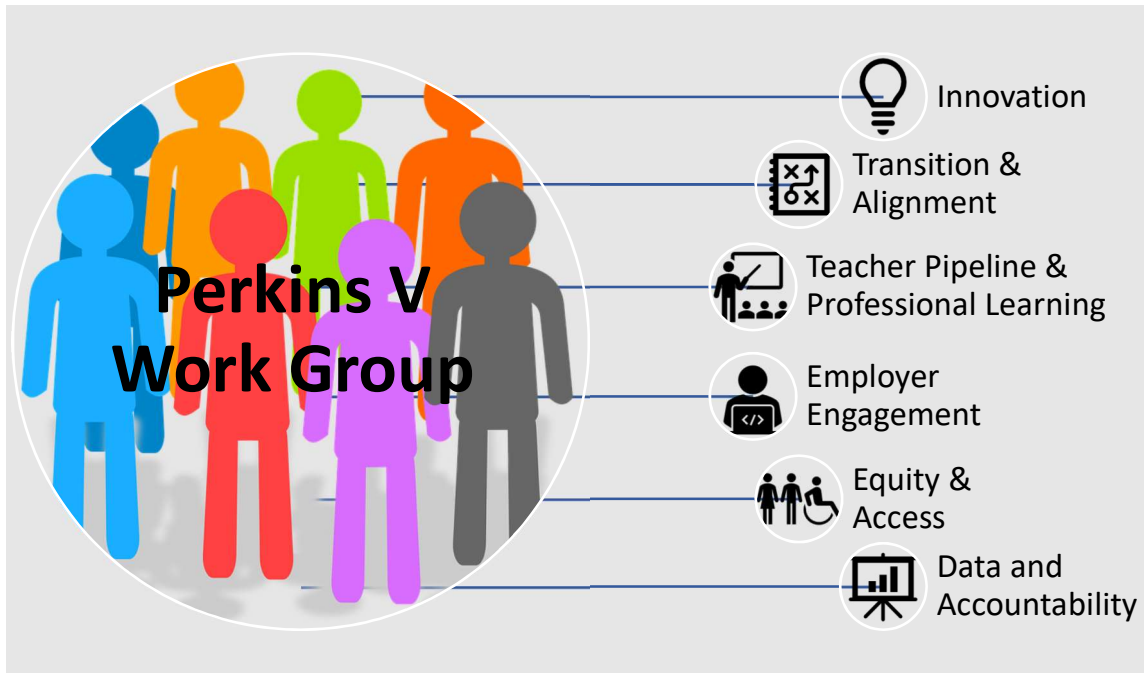 Perkins V
Work Group
Innovation
Transition &
Alignment
Teacher Pipeline &
Professional Learning
Employer
Engagement
</>
Equity &
Access
Data and
Accountability